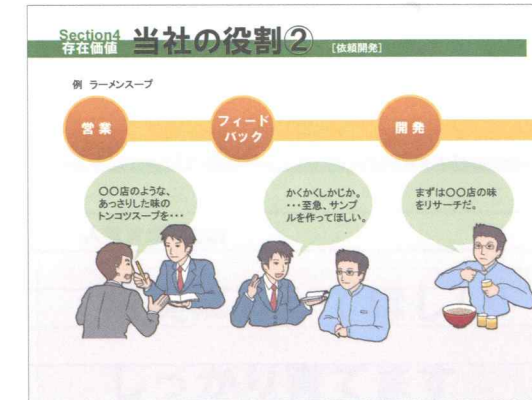 Section4
存在価値
当社の役割② [依頼開発]
例 ラーメンスープ
営業
フィード
バック
開発
〇〇店のような、
あっさりした味の
トンコツスープを・・・
かくかくしかじか。
・・・至急、サンプ
ルを作ってほしい。
まずは〇〇店の味
をリサーチだ。